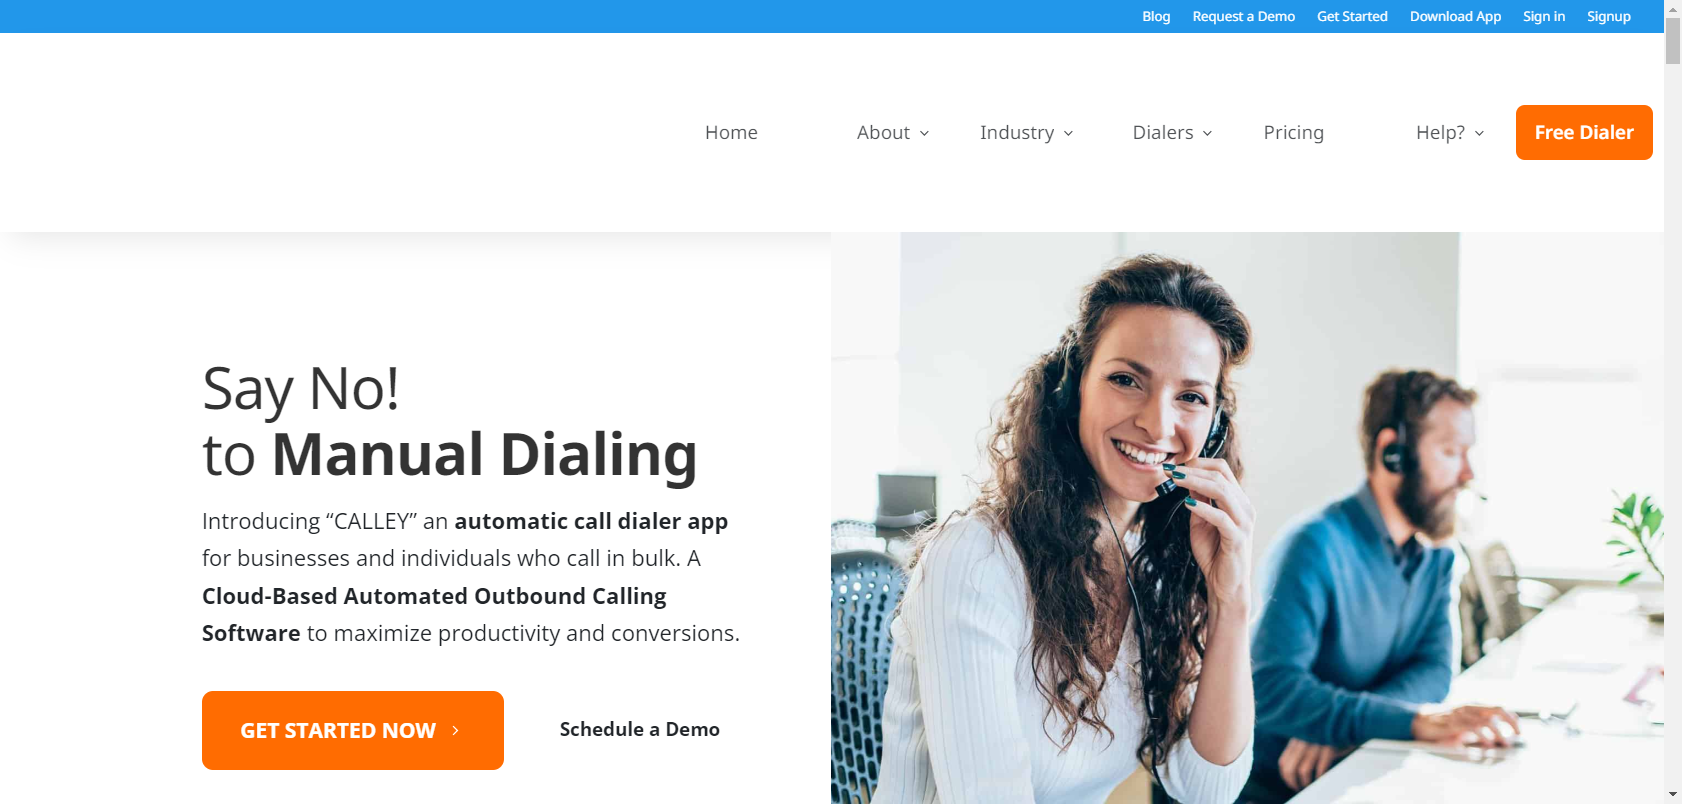 Blog Request a Demo Get Started Download App Sign in Signup
Home About Industry Dialers Pricing Help? Free Dialer
Say No!
to Manual Dialing
Introducing “CALLEY” an automatic call dialer app
for businesses and individuals who call in bulk. A
Cloud-Based Automated Outbound Calling
Software to maximize productivity and conversions.
GET STARTED NOW
Schedule a Demo